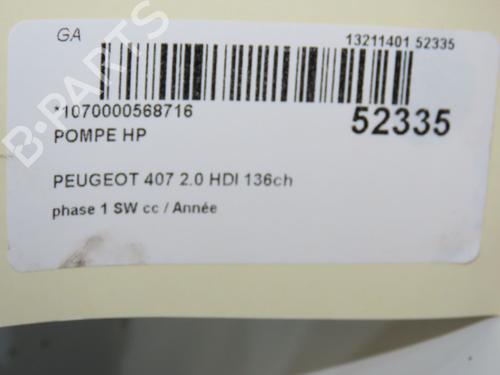 GA
13211401 52335
*1070000568716
52335
POMPE HP
PEUGEOT 407 2.0 HDI 136ch
phase 1 SW cc / Année
B-PARTS